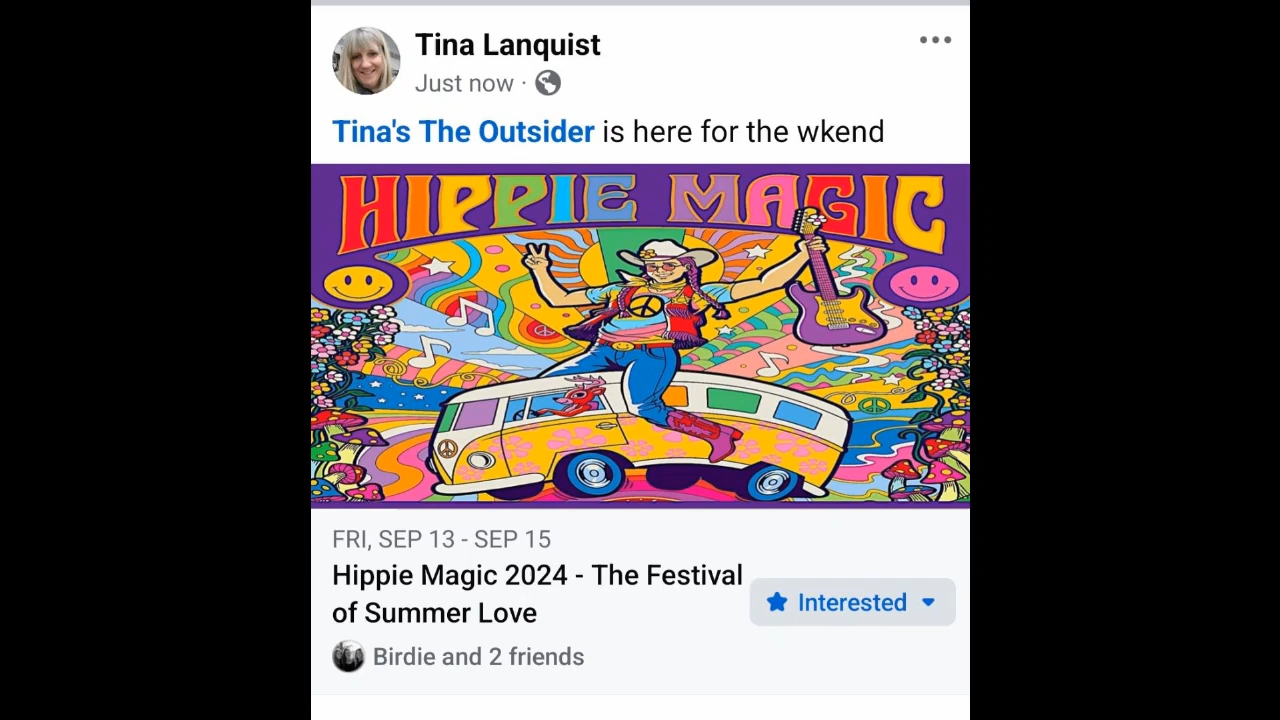 Tina Lanquist
Just now ·
Tina's The Outsider is here for the wkend
HIPPIE MAGIC
FRI, SEP 13 - SEP 15
Hippie Magic 2024 - The Festival
of Summer Love
Interested
Birdie and 2 friends